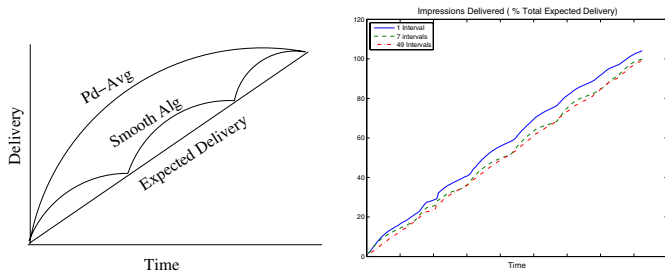 Delivery
Pd−Avg
Smooth Alg
Expected Delivery
Time
Impressions Delivered ( % Total Expected Delivery)
1 Interval
7 intervals
49 Intervals
120
100
80
60
40
20
0
Time